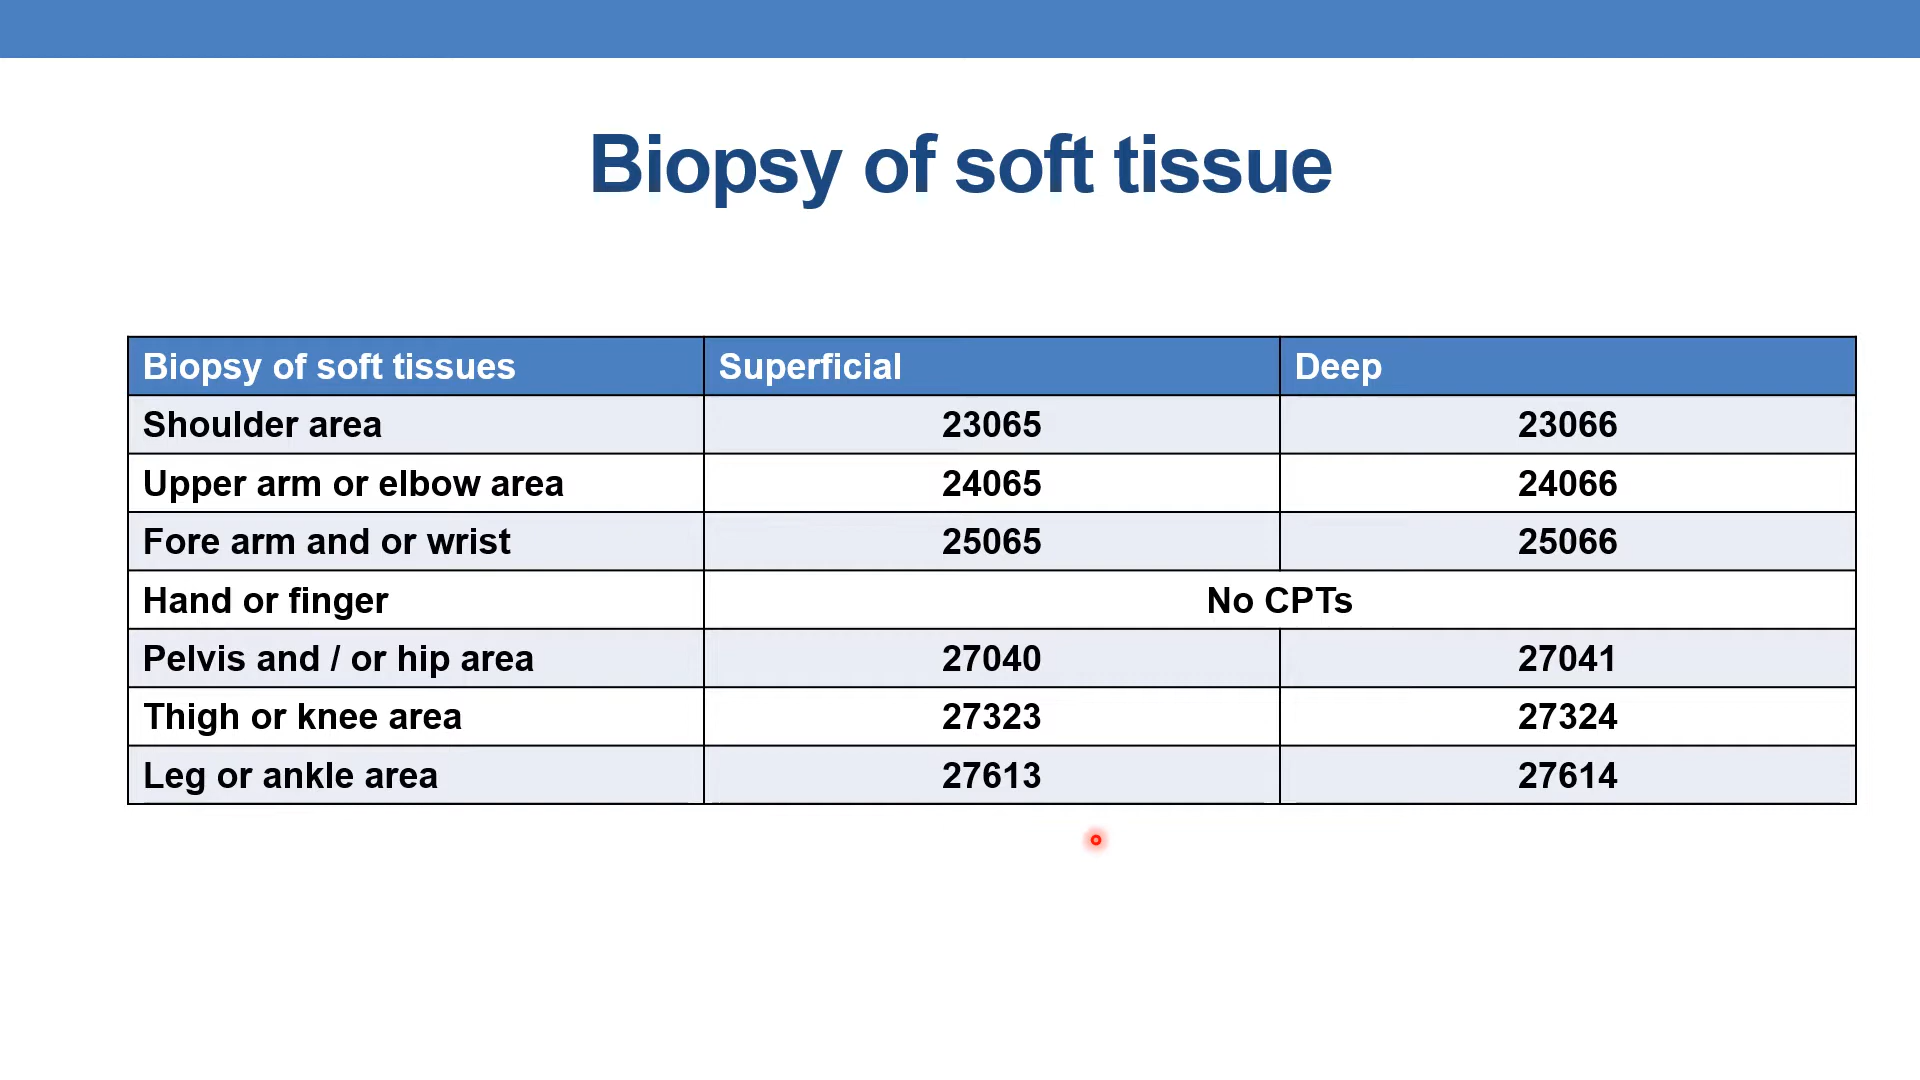 Biopsy of soft tissue
Biopsy of soft tissues Superficial Deep
Shoulder area 23065 23066
Upper arm or elbow area 24065 24066
Fore arm and or wrist 25065 25066
Hand or finger No CPTs
Pelvis and / or hip area 27040 27041
Thigh or knee area 27323 27324
Leg or ankle area 27613 27614